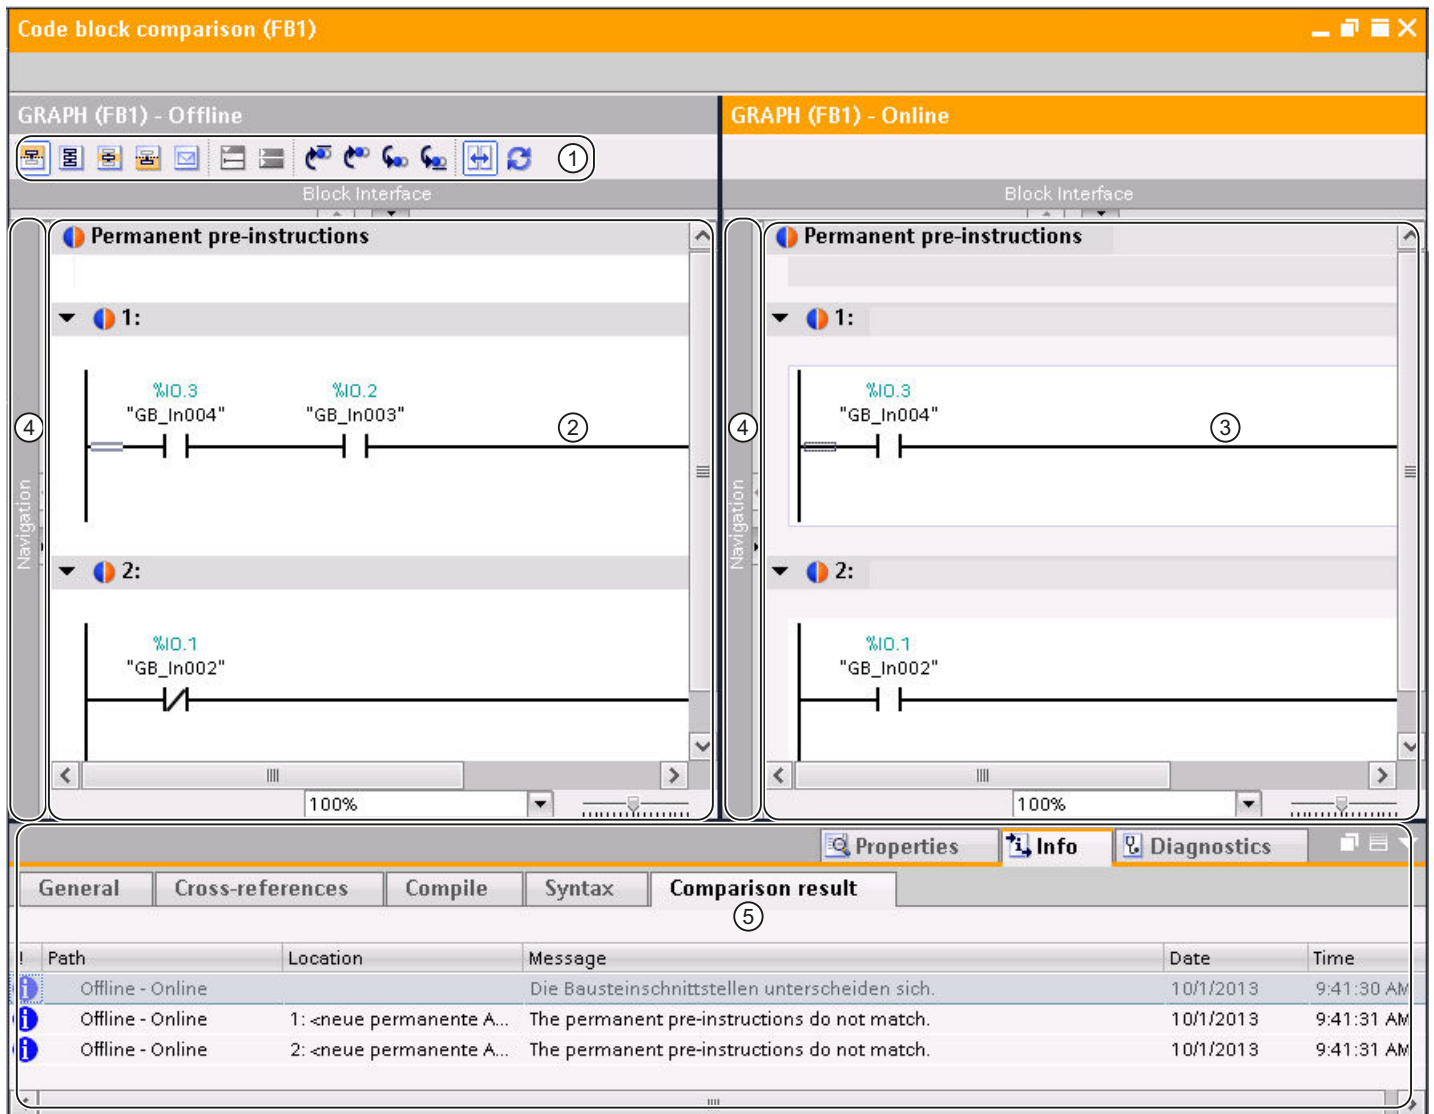 Code block comparison (FB1)
GRAPH (FB1) - Offline
GRAPH (FB1) - Online
1
Block Interface
Block Interface
Permanent pre-instructions
Permanent pre-instructions
1:
1:
%I0.3
%I0.2
%I0.3
"GB_In004"
"GB_In003"
"GB_In004"
4
2
4
3
Navigation
Navigation
2:
2:
%I0.1
%I0.1
"GB_In002"
"GB_In002"
100%
100%
Properties
Info
Diagnostics
General
Cross-references
Compile
Syntax
Comparison result
5
! Path Location Message Date Time
Offline - Online Die Bausteinschnittstellen unterscheiden sich. 10/1/2013 9:41:30 AM
Offline - Online 1: <neue permanente A... The permanent pre-instructions do not match. 10/1/2013 9:41:31 AM
Offline - Online 2: <neue permanente A... The permanent pre-instructions do not match. 10/1/2013 9:41:31 AM